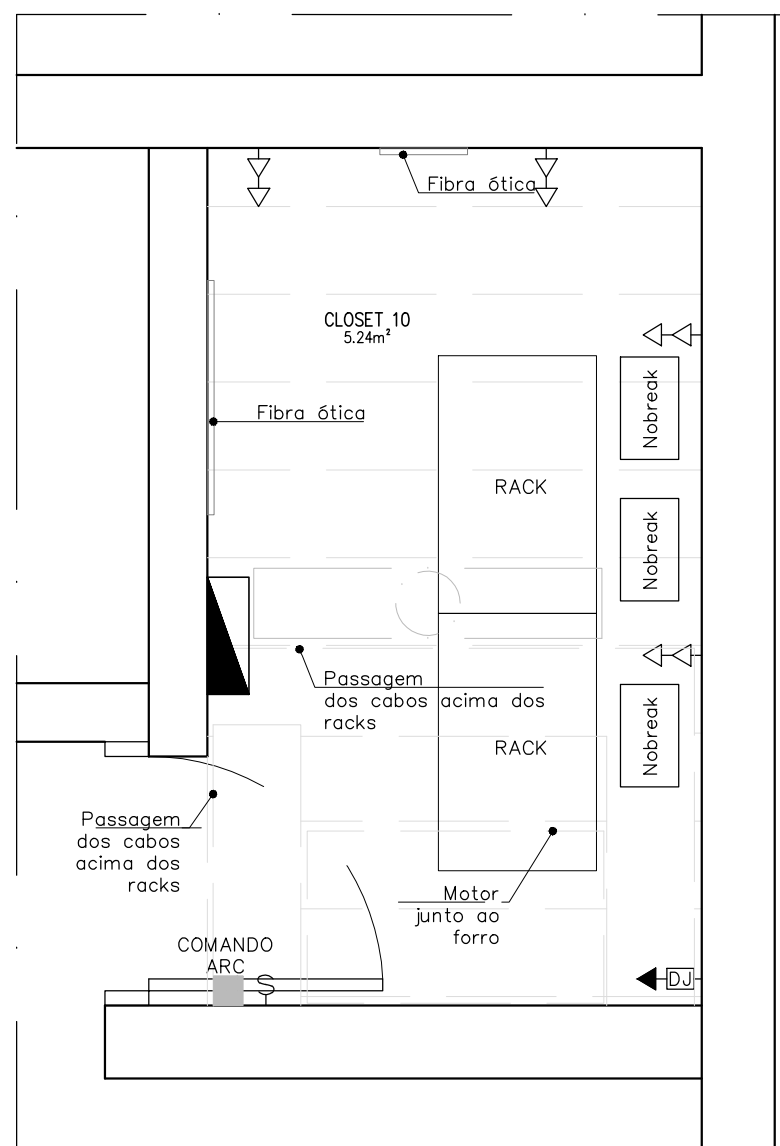 Fibra ótica
CLOSET 10
5.24m²
Fibra ótica
Nobreak
RACK
Nobreak
Passagem
dos cabos acima dos
racks
Nobreak
RACK
Passagem
dos cabos
acima dos
racks
Motor
junto ao
forro
COMANDO
ARC
S
DJ